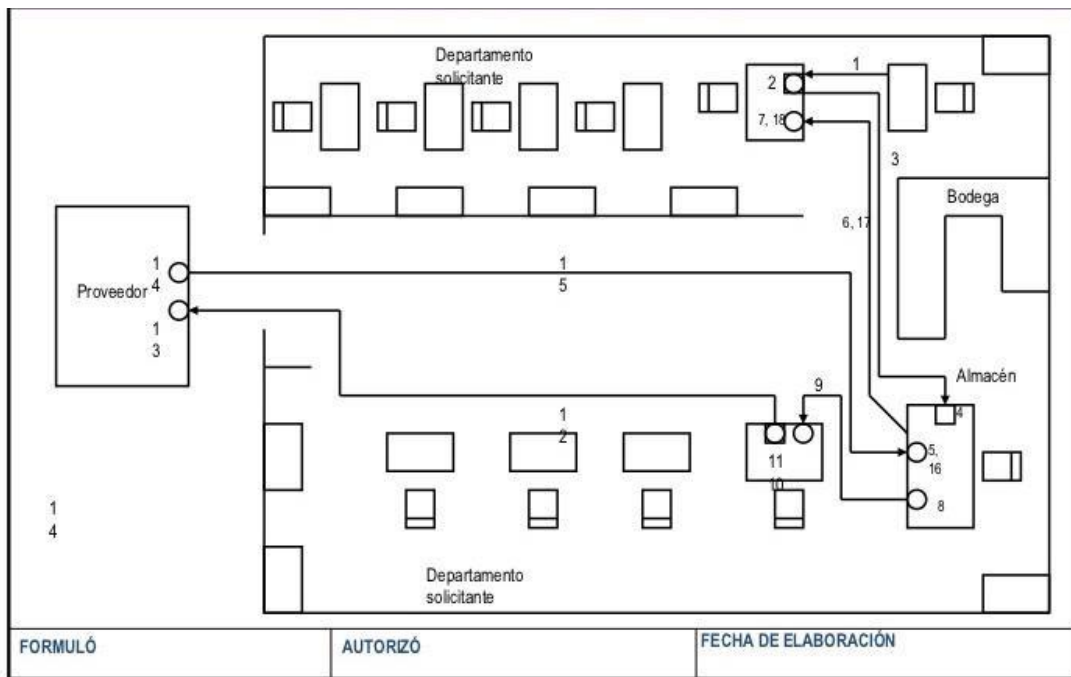 Departamento
solicitante
1
2
7, 18
3
Bodega
6, 17
1
4
Proveedor
1
3
1
5
Almacén
9
4
1
2
5,
16
11
10
8
1
4
Departamento
solicitante
FORMULÓ
AUTORIZÓ
FECHA DE ELABORACIÓN